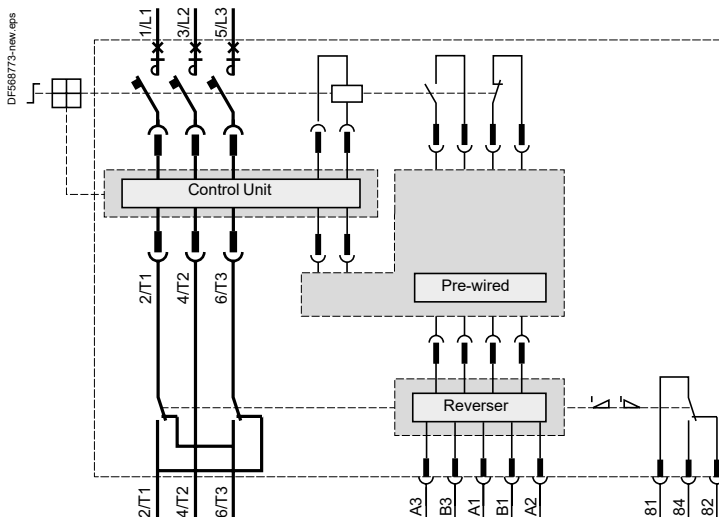 DF568773-new.eps
1/L1
3/L2
5/L3
Control Unit
2/T1
4/T2
6/T3
Pre-wired
Reverser
2/T1
4/T2
6/T3
A3
B3
A1
B1
A2
81
84
82